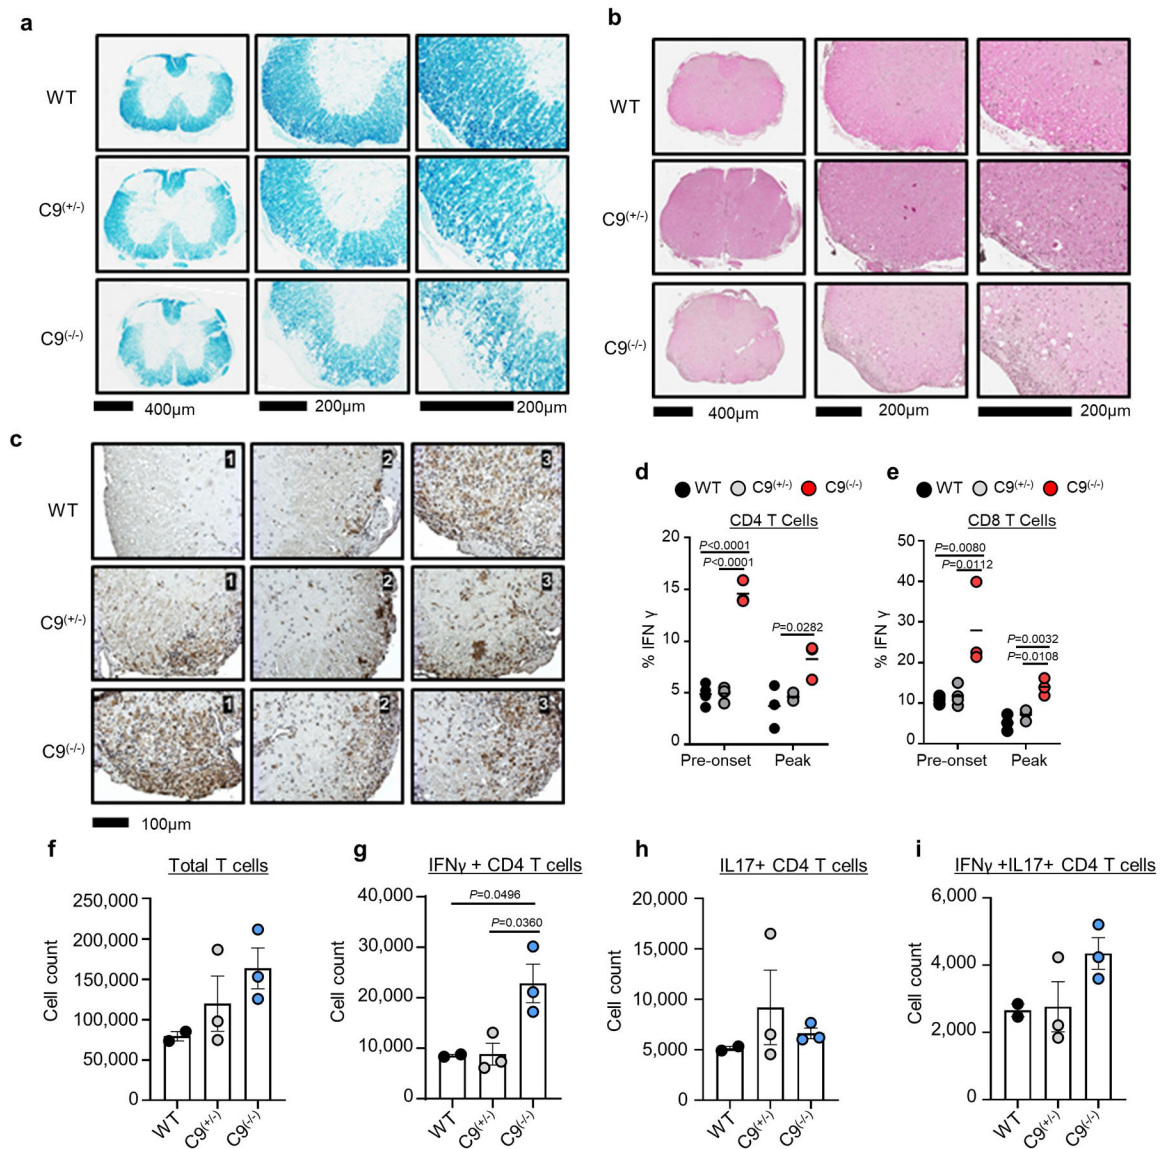 a
WT
C9(+/-)
C9(-/-)
400µm
200µm
200µm
b
WT
C9(+/-)
C9(-/-)
400µm
200µm
200µm
c
WT
1
2
3
C9(+/-)
1
2
3
C9(-/-)
1
2
3
100µm
d
WT C9(+/-) C9(-/-)
CD4 T Cells
P<0.0001
P<0.0001
P=0.0282
% IFN γ
20
15
10
5
0
Pre-onset Peak
e
WT C9(+/-) C9(-/-)
CD8 T Cells
P=0.0080
P=0.0112
P=0.0032
P=0.0108
% IFN γ
50
40
30
20
10
0
Pre-onset Peak
f
Total T cells
Cell count
250,000
200,000
150,000
100,000
50,000
0
WT C9(+/-) C9(-/-)
g
IFNγ + CD4 T cells
P=0.0496
P=0.0360
Cell count
40,000
30,000
20,000
10,000
0
WT C9(+/-) C9(-/-)
h
IL17+ CD4 T cells
Cell count
20,000
15,000
10,000
5,000
0
WT C9(+/-) C9(-/-)
i
IFNγ +IL17+ CD4 T cells
Cell count
6,000
4,000
2,000
0
WT C9(+/-) C9(-/-)